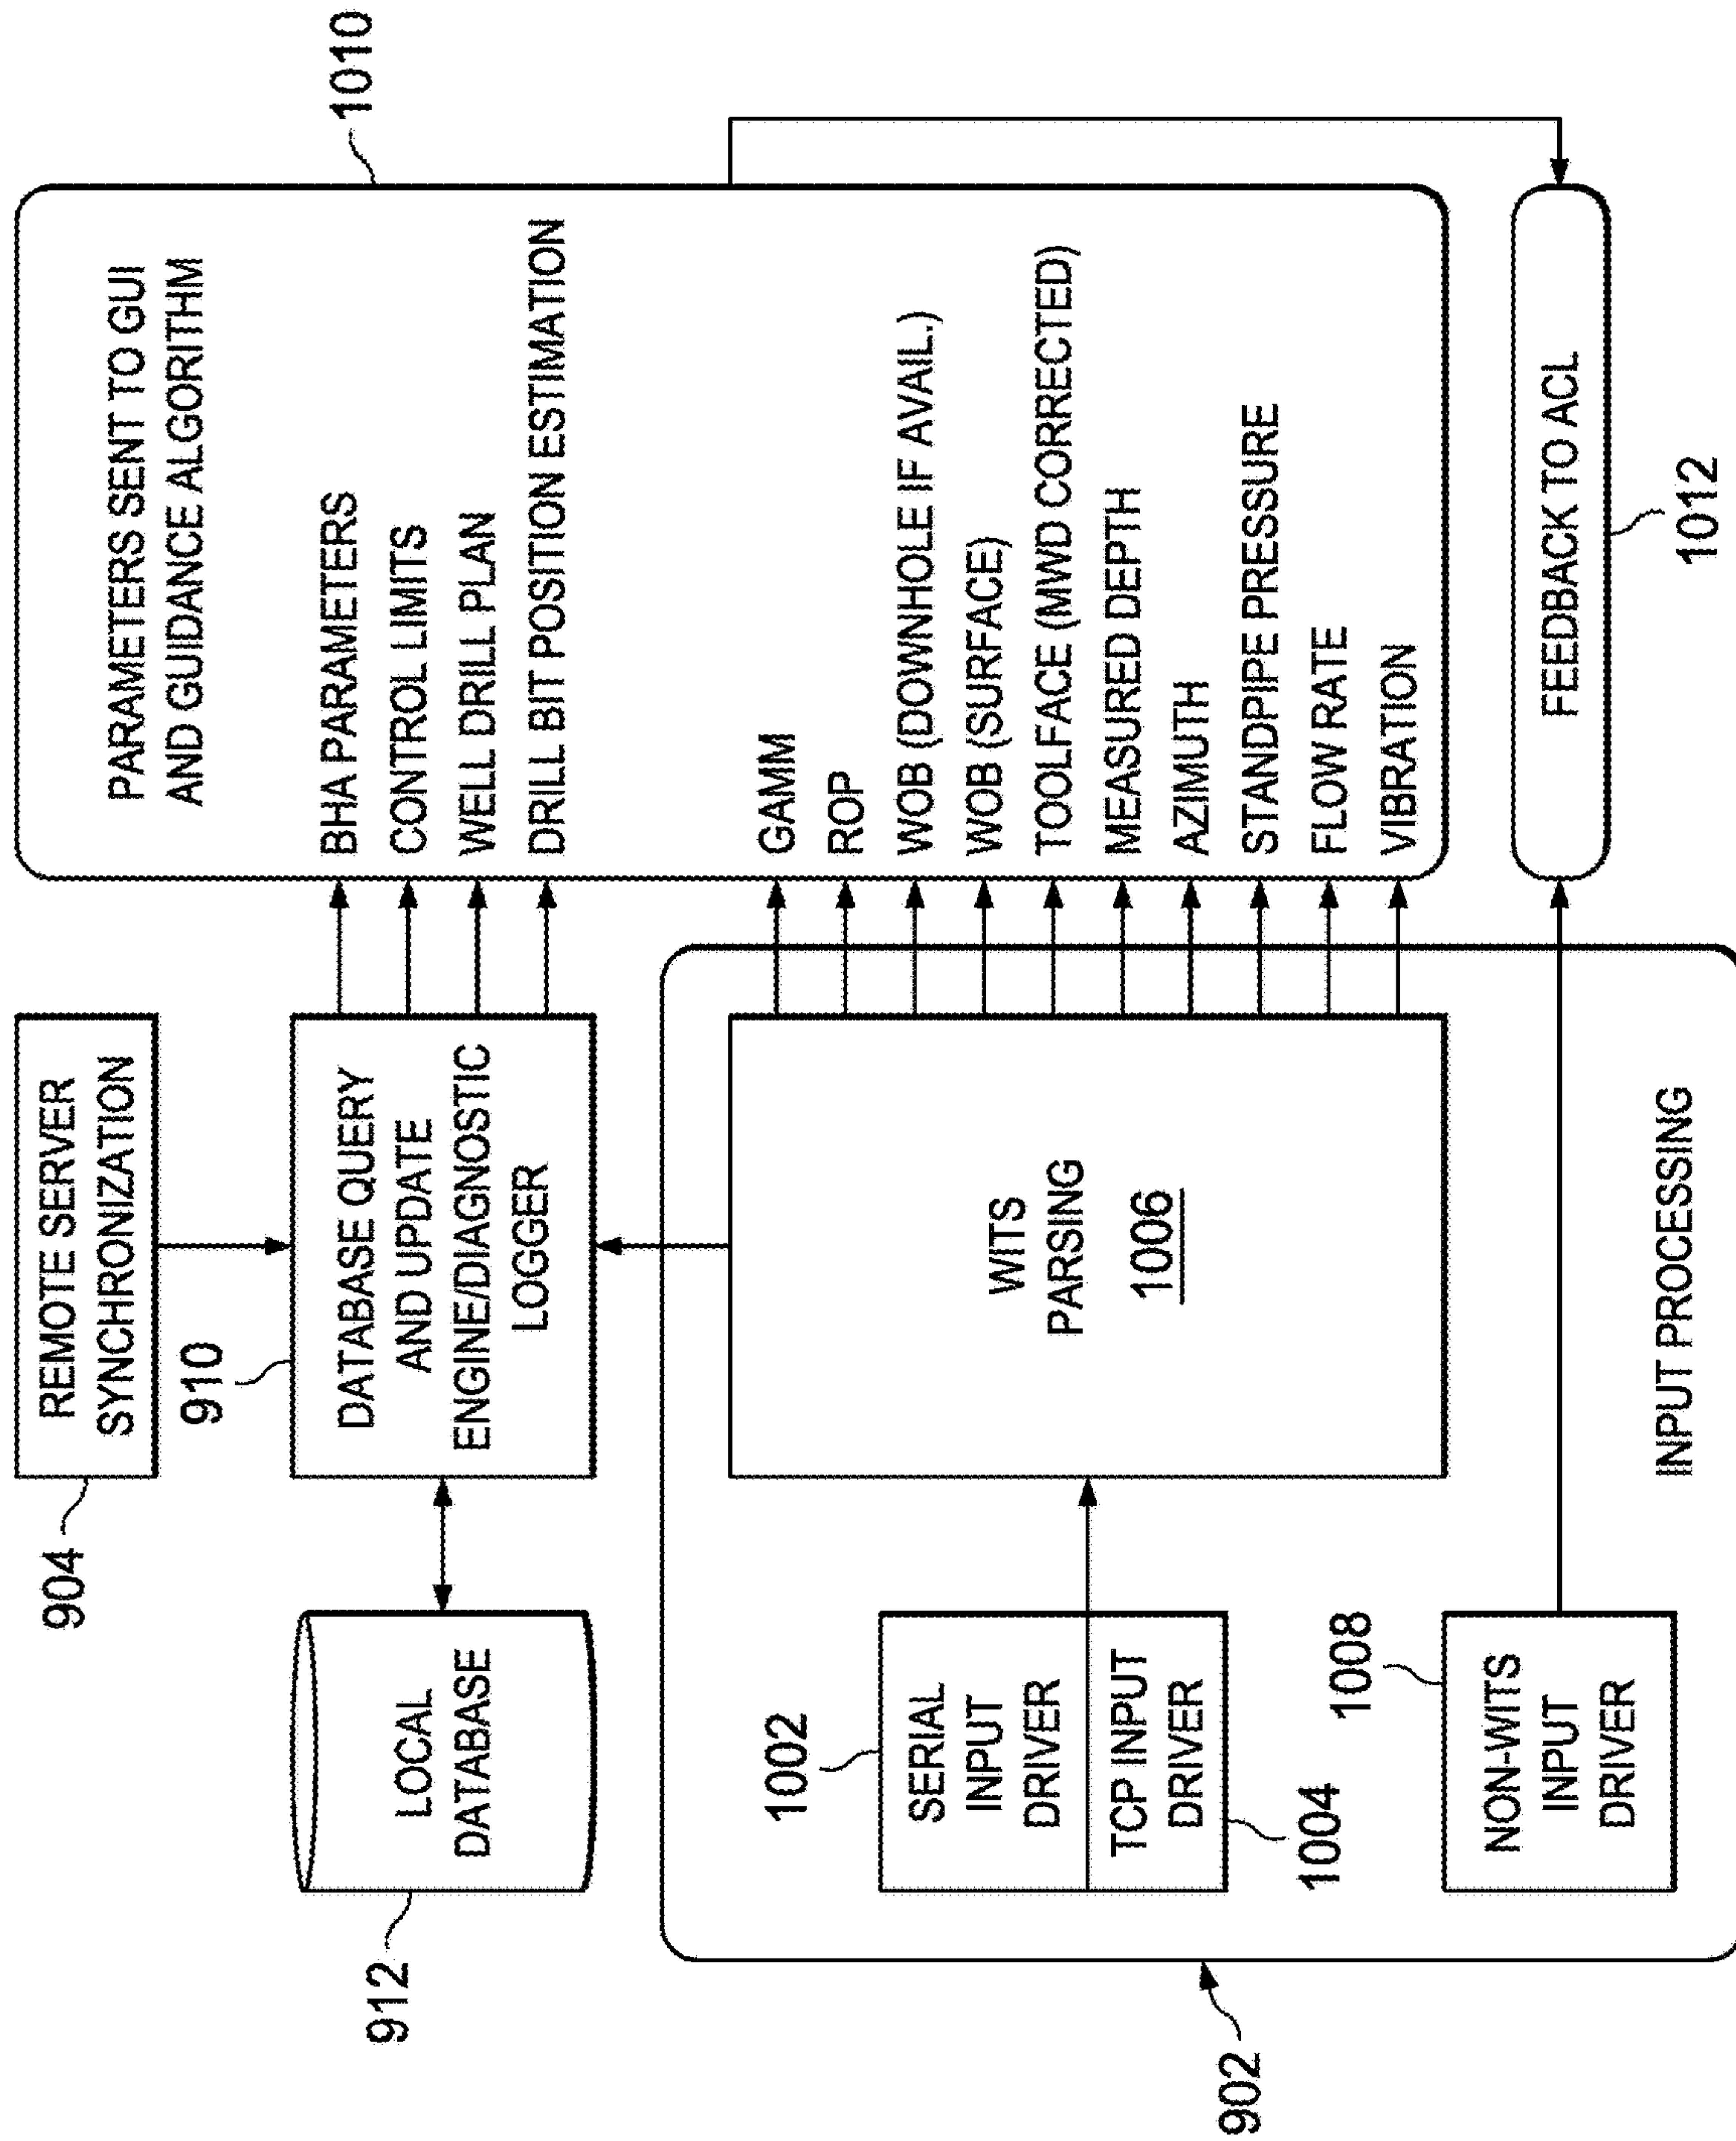 904
REMOTE SERVER
SYNCHRONIZATION
910
912
LOCAL
DATABASE
DATABASE QUERY
AND UPDATE
ENGINE/DIAGNOSTIC
LOGGER
1010
PARAMETERS SENT TO GUI
AND GUIDANCE ALGORITHM
BHA PARAMETERS
CONTROL LIMITS
WELL DRILL PLAN
DRILL BIT POSITION ESTIMATION
GAMM
ROP
WOB (DOWNHOLE IF AVAIL.)
WOB (SURFACE)
TOOLFACE (MWD CORRECTED)
MEASURED DEPTH
AZIMUTH
STANDPIPE PRESSURE
FLOW RATE
VIBRATION
902
1002
SERIAL
INPUT
DRIVER
TCP INPUT
DRIVER
1004
WITS
PARSING
1006
1008
NON-WITS
INPUT
DRIVER
INPUT PROCESSING
FEEDBACK TO ACL
1012